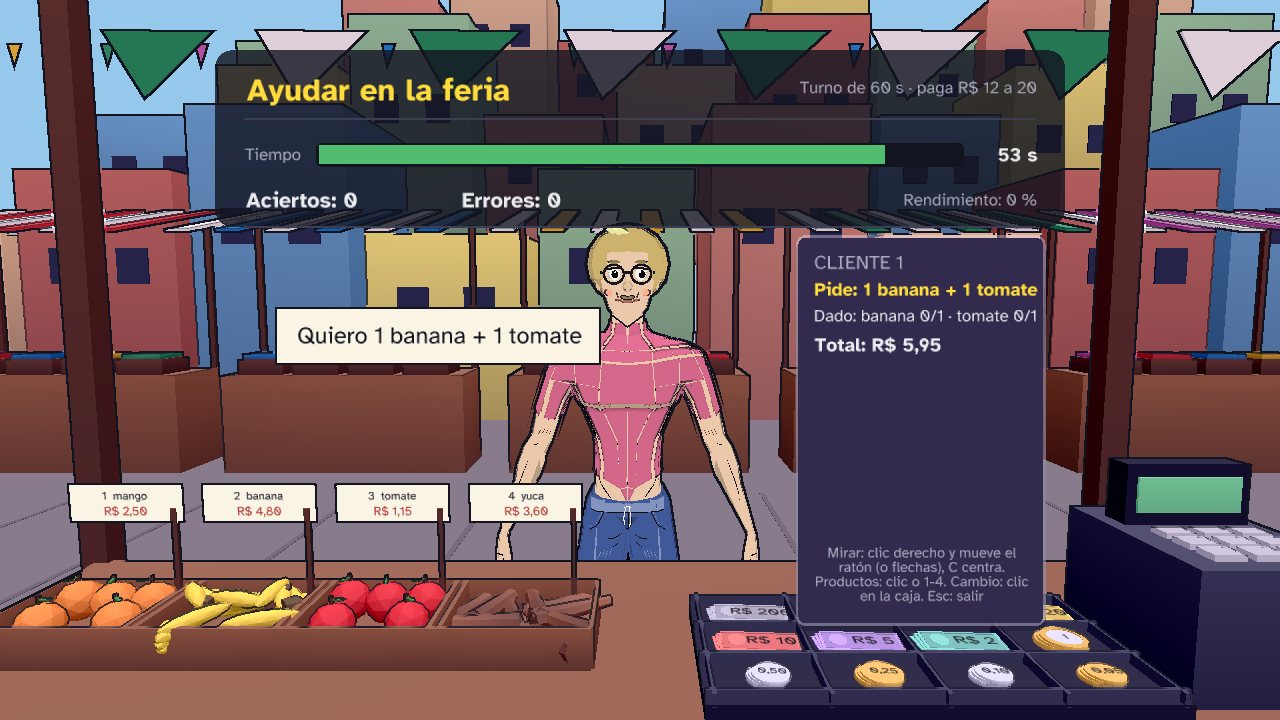 Ayudar en la feria
Turno de 60 s · paga R$ 12 a 20
Tiempo
53 s
Aciertos: 0
Errores: 0
Rendimiento: 0 %
CLIENTE 1
Pide: 1 banana + 1 tomate
Dado: banana 0/1 · tomate 0/1
Total: R$ 5,95
Quiero 1 banana + 1 tomate
1 mango
R$ 2,50
2 banana
R$ 4,80
3 tomate
R$ 1,15
4 yuca
R$ 3,60
Mirar: clic derecho y mueve el
ratón (o flechas), C centra.
Productos: clic o 1-4. Cambio: clic
en la caja. Esc: salir
R$ 200
R$ 10
R$ 5
R$ 2
1
0,50
0,25
0,10